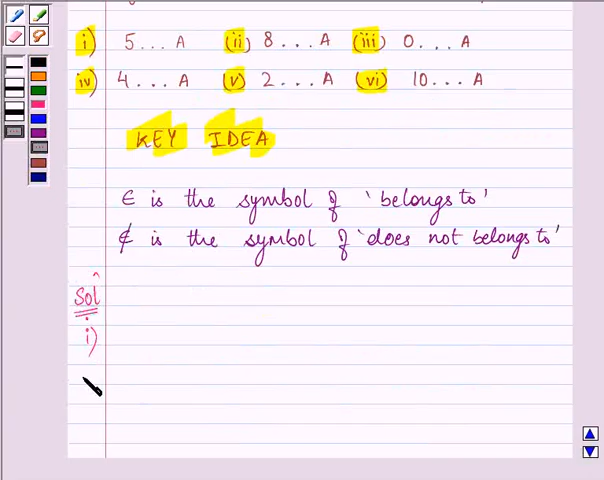 i) 5... A (ii) 8... A (iii) 0... A
iv) 4... A (v) 2... A (vi) 10... A
KEY IDEA
∈ is the symbol of 'belongs to'
∉ is the symbol of 'does not belongs to'
Sol^n
i)